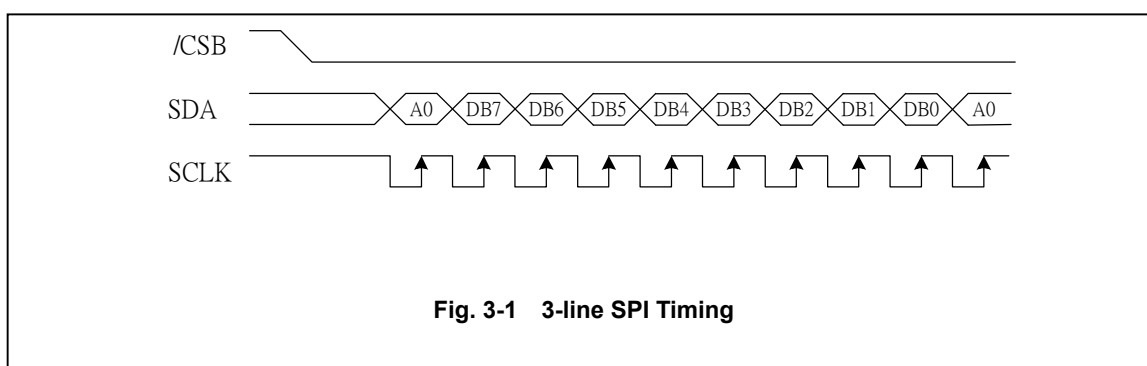 /CSB
SDA A0 DB7 DB6 DB5 DB4 DB3 DB2 DB1 DB0 A0
SCLK
Fig. 3-1 3-line SPI Timing